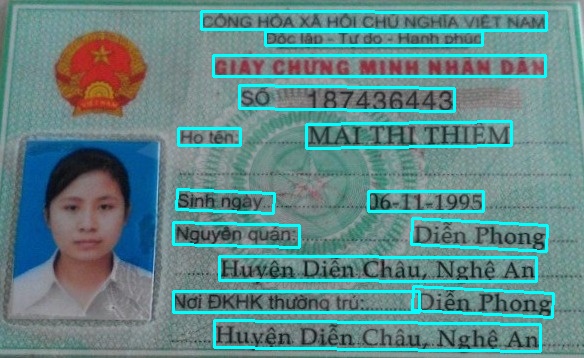 CỘNG HÒA XÃ HỘI CHỦ NGHĨA VIỆT NAM
Độc lập - Tự do - Hạnh phúc
GIẤY CHỨNG MINH NHÂN DÂN
SỐ 187436443
Họ tên: MAI THỊ THIÊM
Sinh ngày: 06-11-1995
Nguyên quán: Diễn Phong
Huyện Diễn Châu, Nghệ An
Nơi ĐKHK thường trú: Diễn Phong
Huyện Diễn Châu, Nghệ An